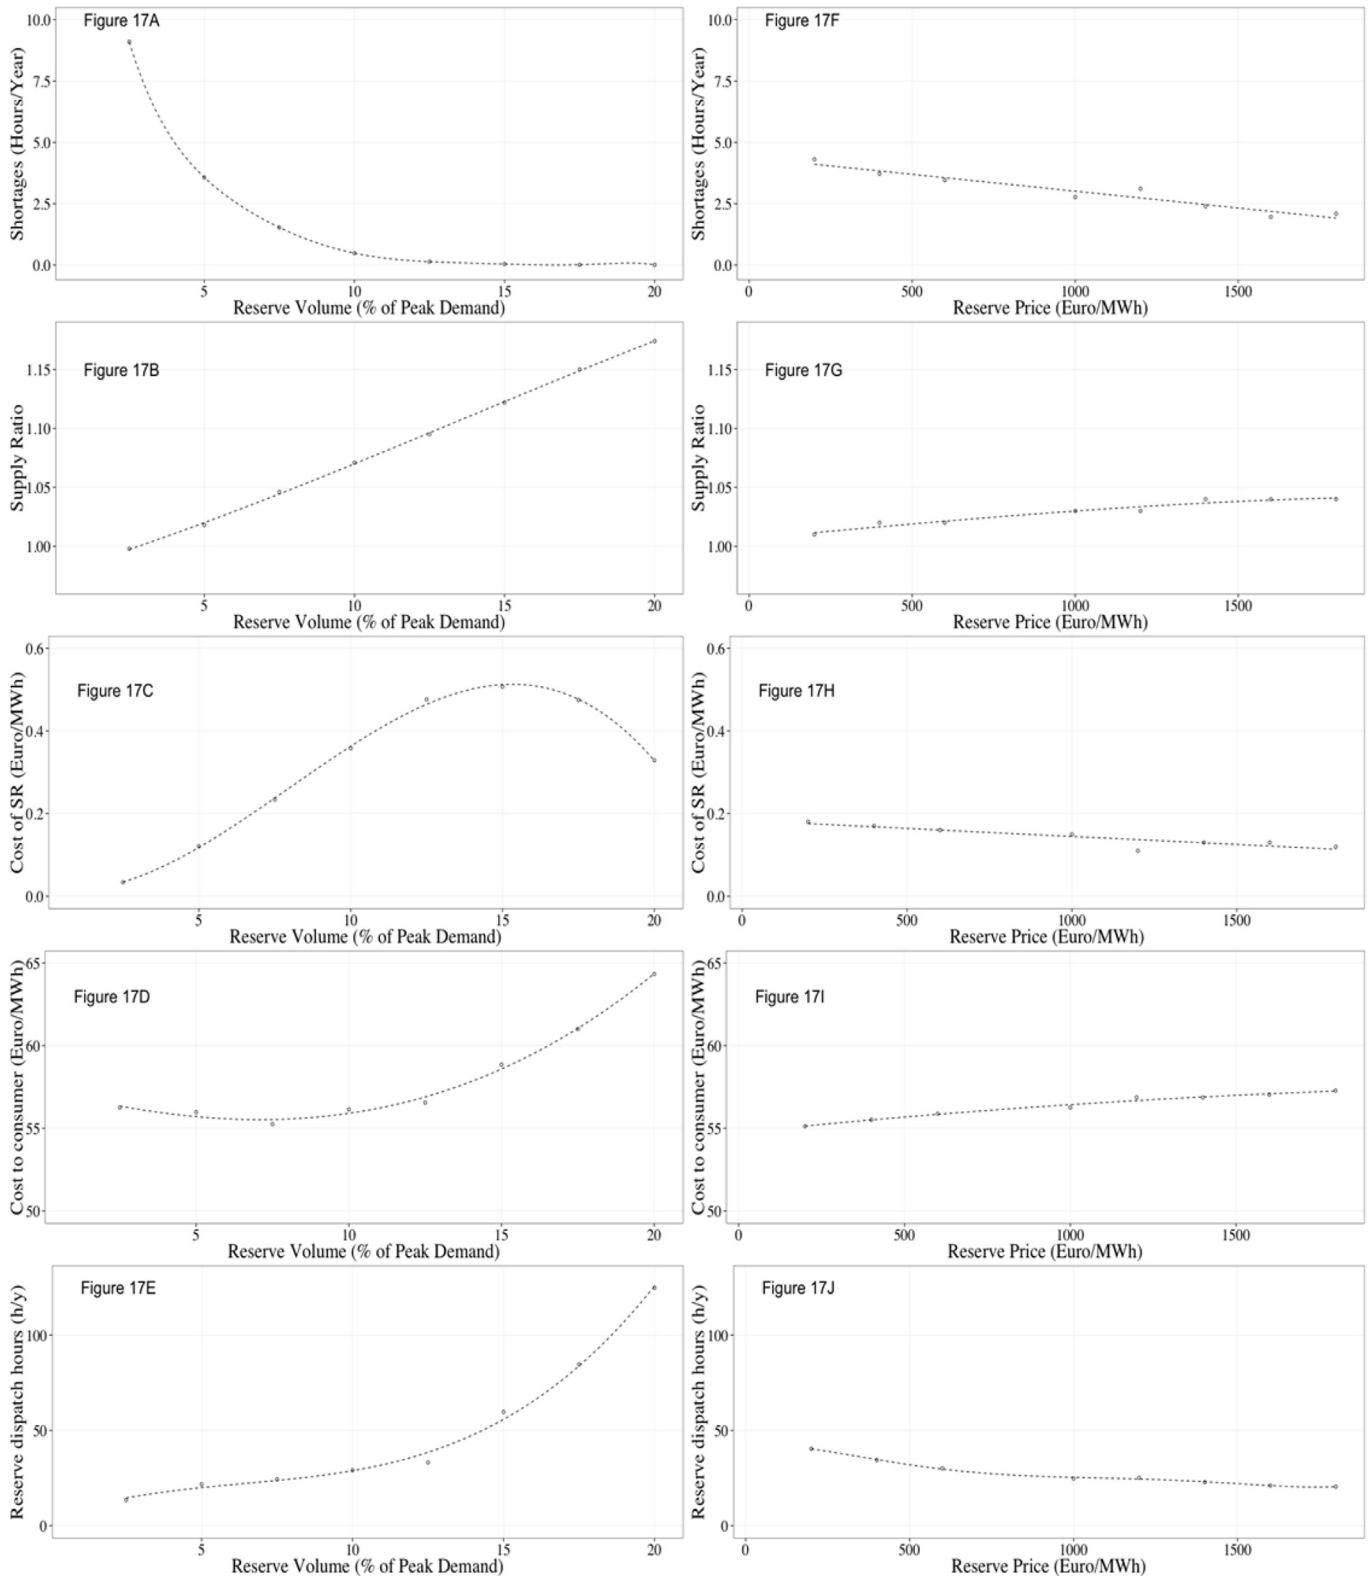 Figure 17A
Shortages (Hours/Year)
10.0
7.5
5.0
2.5
0.0
5 10 15 20
Reserve Volume (% of Peak Demand)
Figure 17F
Shortages (Hours/Year)
10.0
7.5
5.0
2.5
0.0
0 500 1000 1500
Reserve Price (Euro/MWh)
Figure 17B
Supply Ratio
1.15
1.10
1.05
1.00
5 10 15 20
Reserve Volume (% of Peak Demand)
Figure 17G
Supply Ratio
1.15
1.10
1.05
1.00
0 500 1000 1500
Reserve Price (Euro/MWh)
Figure 17C
Cost of SR (Euro/MWh)
0.6
0.4
0.2
0.0
5 10 15 20
Reserve Volume (% of Peak Demand)
Figure 17H
Cost of SR (Euro/MWh)
0.6
0.4
0.2
0.0
0 500 1000 1500
Reserve Price (Euro/MWh)
Figure 17D
Cost to consumer (Euro/MWh)
65
60
55
50
5 10 15 20
Reserve Volume (% of Peak Demand)
Figure 17I
Cost to consumer (Euro/MWh)
65
60
55
50
0 500 1000 1500
Reserve Price (Euro/MWh)
Figure 17E
Reserve dispatch hours (h/y)
100
50
0
5 10 15 20
Reserve Volume (% of Peak Demand)
Figure 17J
Reserve dispatch hours (h/y)
100
50
0
0 500 1000 1500
Reserve Price (Euro/MWh)